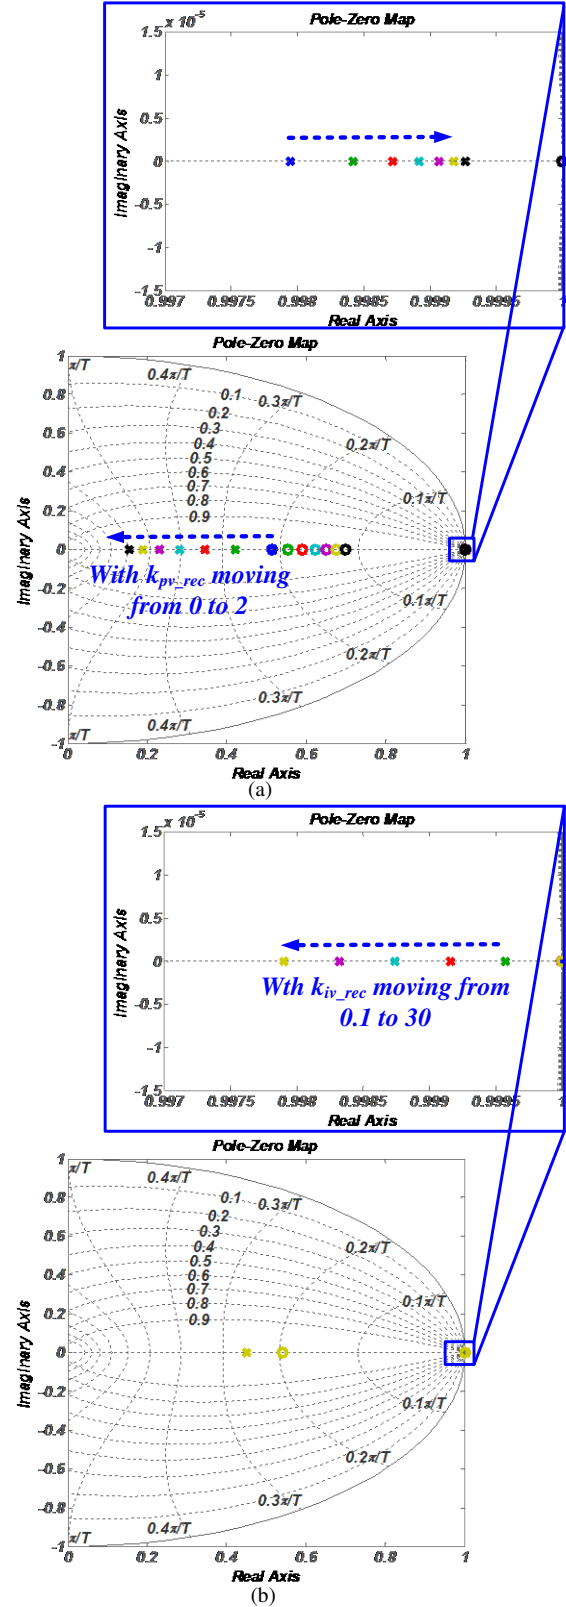 Pole-Zero Map
x 10⁻⁵
1.5
1
0.5
0
-0.5
-1
-1.5
Imaginary Axis
0.997 0.9975 0.998 0.9985 0.999 0.9995 1
Real Axis
Pole-Zero Map
1
0.8
0.6
0.4
0.2
0
-0.2
-0.4
-0.6
-0.8
-1
Imaginary Axis
π/T
0.4π/T
0.3π/T
0.2π/T
0.1π/T
0.1
0.2
0.3
0.4
0.5
0.6
0.7
0.8
0.9
With kpv_rec moving
from 0 to 2
0.1π/T
0.2π/T
0.3π/T
0.4π/T
π/T
0 0.2 0.4 0.6 0.8 1
Real Axis
(a)
Pole-Zero Map
x 10⁻⁵
1.5
1
0.5
0
-0.5
-1
-1.5
Imaginary Axis
Wth kiv_rec moving from
0.1 to 30
0.997 0.9975 0.998 0.9985 0.999 0.9995 1
Real Axis
Pole-Zero Map
1
0.8
0.6
0.4
0.2
0
-0.2
-0.4
-0.6
-0.8
-1
Imaginary Axis
π/T
0.4π/T
0.3π/T
0.2π/T
0.1π/T
0.1
0.2
0.3
0.4
0.5
0.6
0.7
0.8
0.9
0.1π/T
0.2π/T
0.3π/T
0.4π/T
π/T
0 0.2 0.4 0.6 0.8 1
Real Axis
(b)